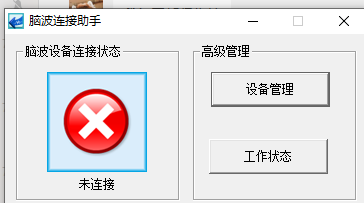 脑波连接助手
脑波设备连接状态
未连接
高级管理
设备管理
工作状态